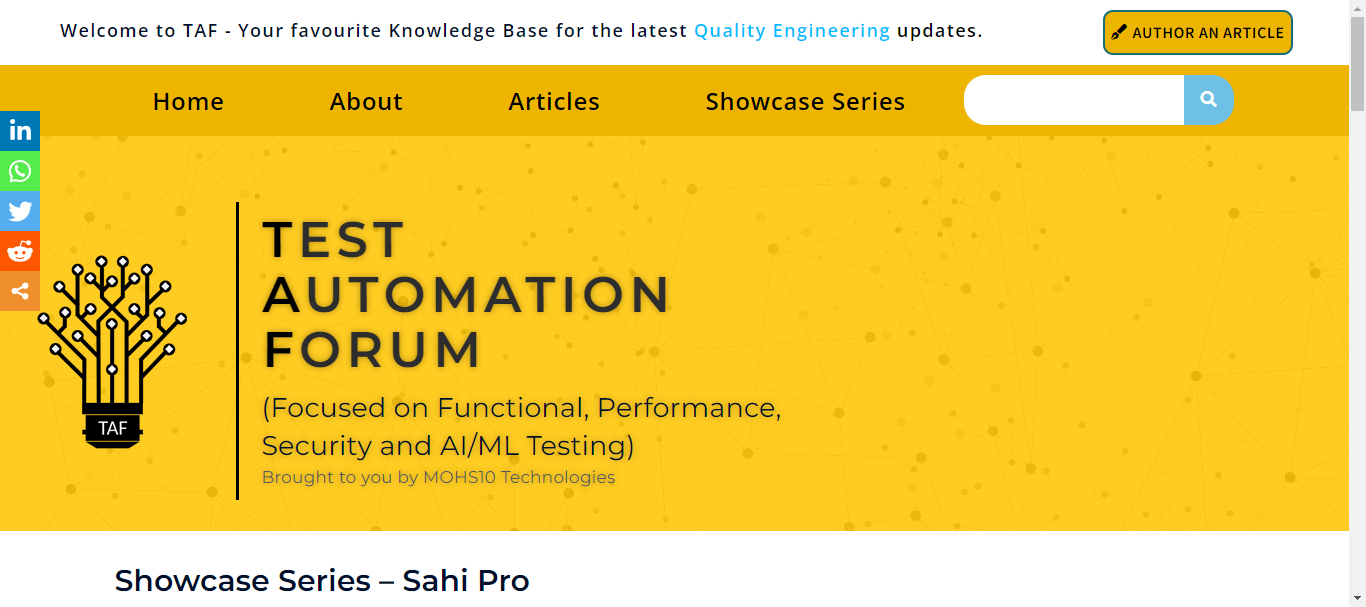 Welcome to TAF - Your favourite Knowledge Base for the latest Quality Engineering updates.
AUTHOR AN ARTICLE
Home
About
Articles
Showcase Series
in
TEST
AUTOMATION
FORUM
(Focused on Functional, Performance,
Security and AI/ML Testing)
Brought to you by MOHS10 Technologies
TAF
Showcase Series – Sahi Pro